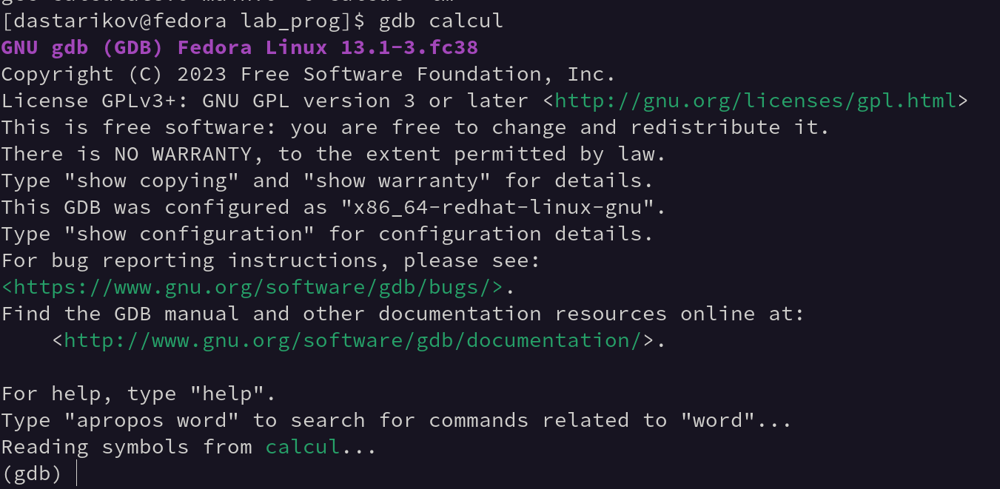 [dastarikov@fedora lab_prog]$ gdb calcul
GNU gdb (GDB) Fedora Linux 13.1-3.fc38
Copyright (C) 2023 Free Software Foundation, Inc.
License GPLv3+: GNU GPL version 3 or later <http://gnu.org/licenses/gpl.html>
This is free software: you are free to change and redistribute it.
There is NO WARRANTY, to the extent permitted by law.
Type "show copying" and "show warranty" for details.
This GDB was configured as "x86_64-redhat-linux-gnu".
Type "show configuration" for configuration details.
For bug reporting instructions, please see:
<https://www.gnu.org/software/gdb/bugs/>.
Find the GDB manual and other documentation resources online at:
    <http://www.gnu.org/software/gdb/documentation/>.

For help, type "help".
Type "apropos word" to search for commands related to "word"...
Reading symbols from calcul...
(gdb)